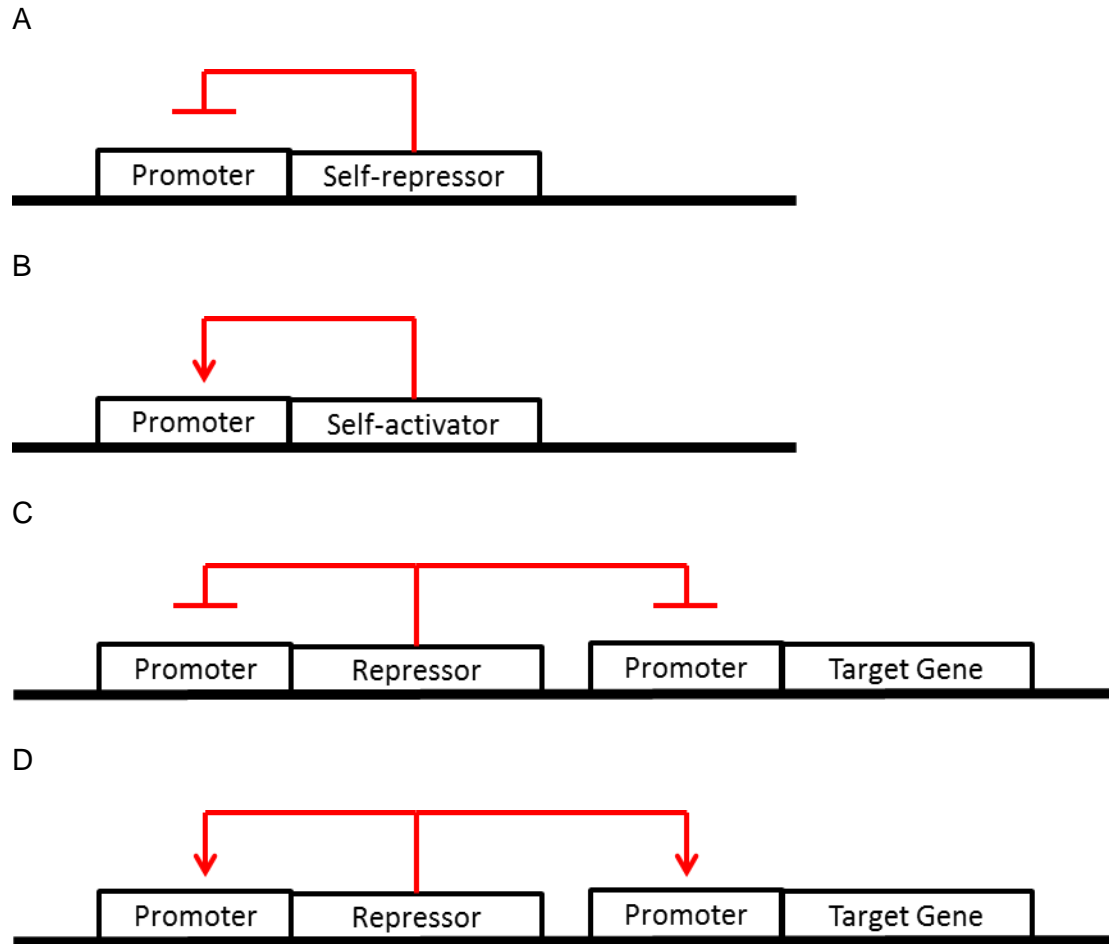 A
Promoter Self-repressor
B
Promoter Self-activator
C
Promoter Repressor Promoter Target Gene
D
Promoter Repressor Promoter Target Gene